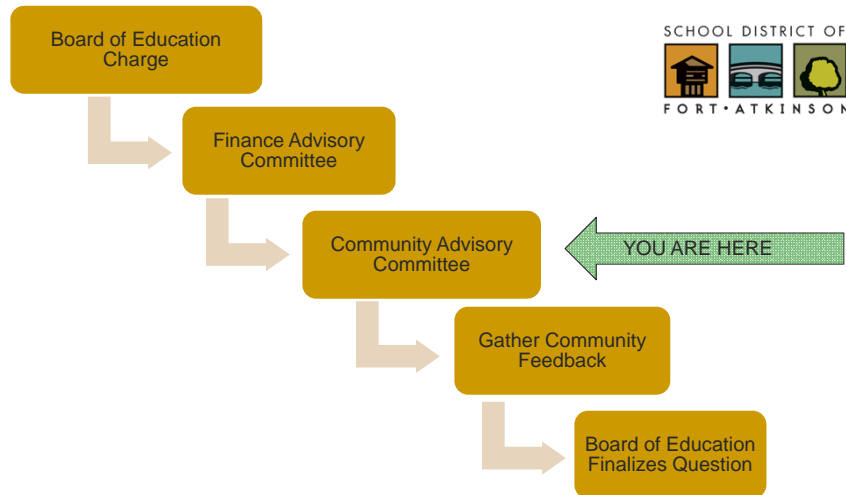 Board of Education
Charge
SCHOOL DISTRICT OF
FORT • ATKINSON
Finance Advisory
Committee
Community Advisory
Committee
YOU ARE HERE
Gather Community
Feedback
Board of Education
Finalizes Question